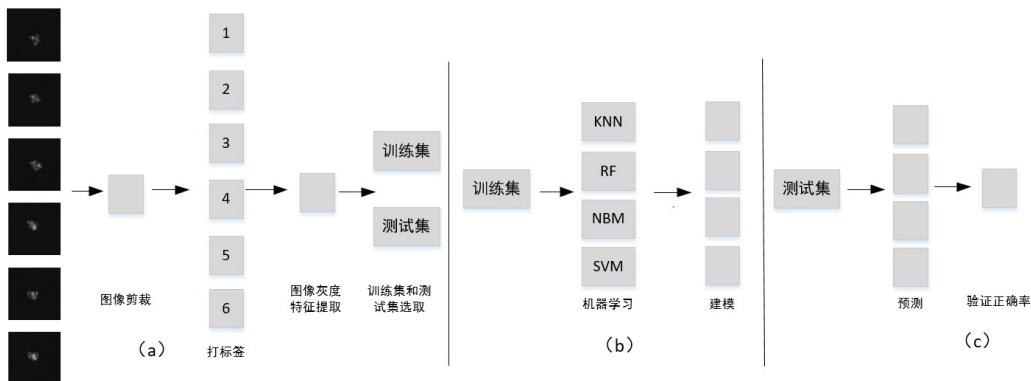 1
2
3
4
5
6
图像剪裁
(a)
打标签
图像灰度
特征提取
训练集
测试集
训练集和测
试集选取
训练集
KNN
RF
NBM
SVM
机器学习
建模
(b)
测试集
预测
验证正确率
(c)